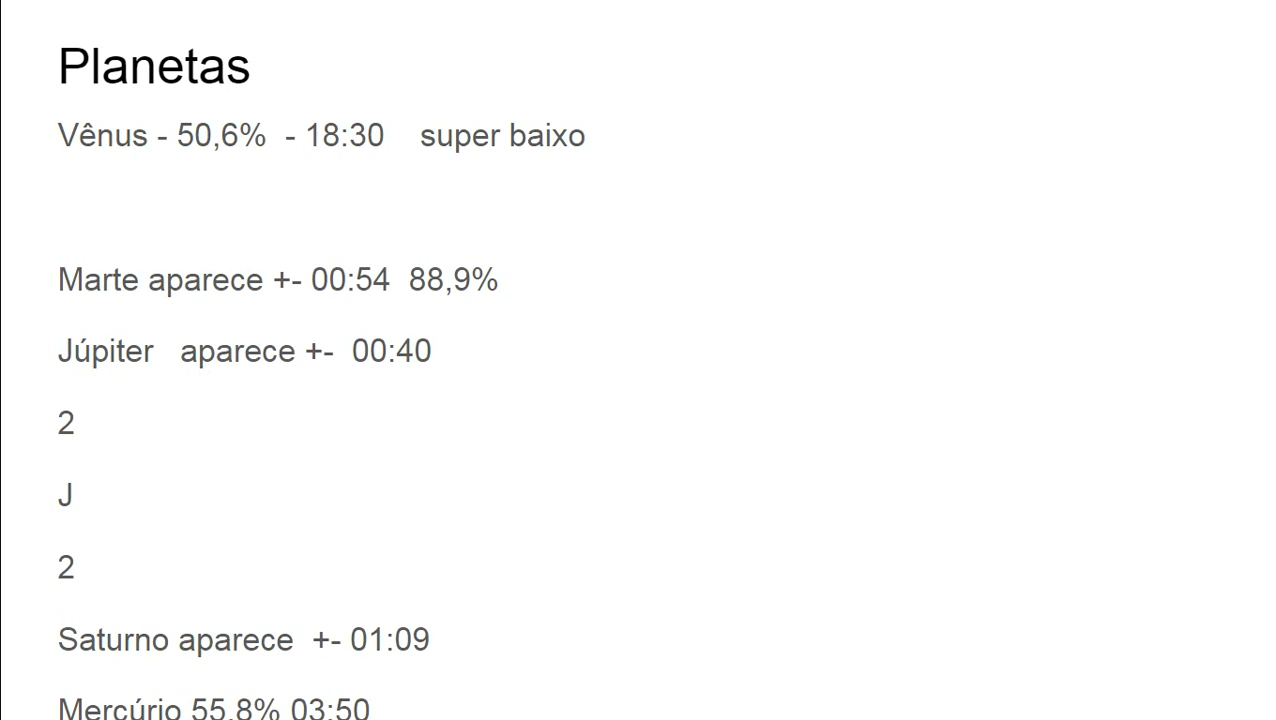 Planetas
Vênus - 50,6%  - 18:30    super baixo
Marte aparece +- 00:54  88,9%
Júpiter   aparece +-  00:40
2
J
2
Saturno aparece  +- 01:09
Mercúrio 55,8% 03:50